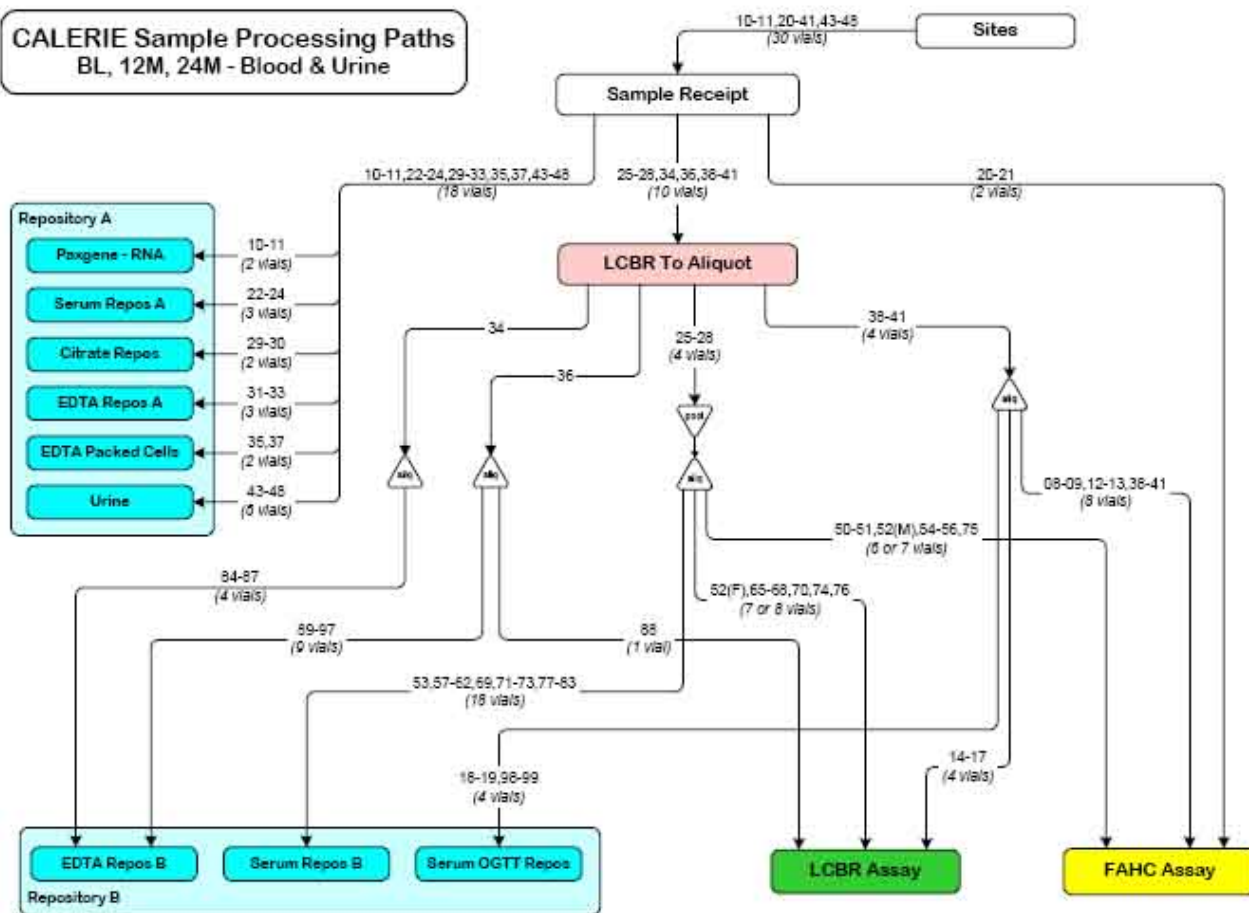 CALERIE Sample Processing Paths
BL, 12M, 24M - Blood & Urine
10-11,20-41,43-48
(30 vials)
Sites
Sample Receipt
10-11,22-24,29-33,35,37,43-48
(18 vials)
25-28,34,36,38-41
(10 vials)
20-21
(2 vials)
Repository A
Paxgene - RNA
10-11
(2 vials)
Serum Repos A
22-24
(3 vials)
Citrate Repos
29-30
(2 vials)
EDTA Repos A
31-33
(3 vials)
EDTA Packed Cells
35,37
(2 vials)
Urine
43-48
(6 vials)
LCBR To Aliquot
34
36
25-28
(4 vials)
38-41
(4 vials)
pool
aliq
aliq
aliq
aliq
08-09,12-13,38-41
(8 vials)
50-51,52(M),54-56,75
(6 or 7 vials)
84-87
(4 vials)
52(F),65-68,70,74,76
(7 or 8 vials)
89-97
(9 vials)
88
(1 vial)
53,57-62,69,71-73,77-83
(18 vials)
18-19,98-99
(4 vials)
14-17
(4 vials)
EDTA Repos B
Serum Repos B
Serum OGTT Repos
Repository B
LCBR Assay
FAHC Assay